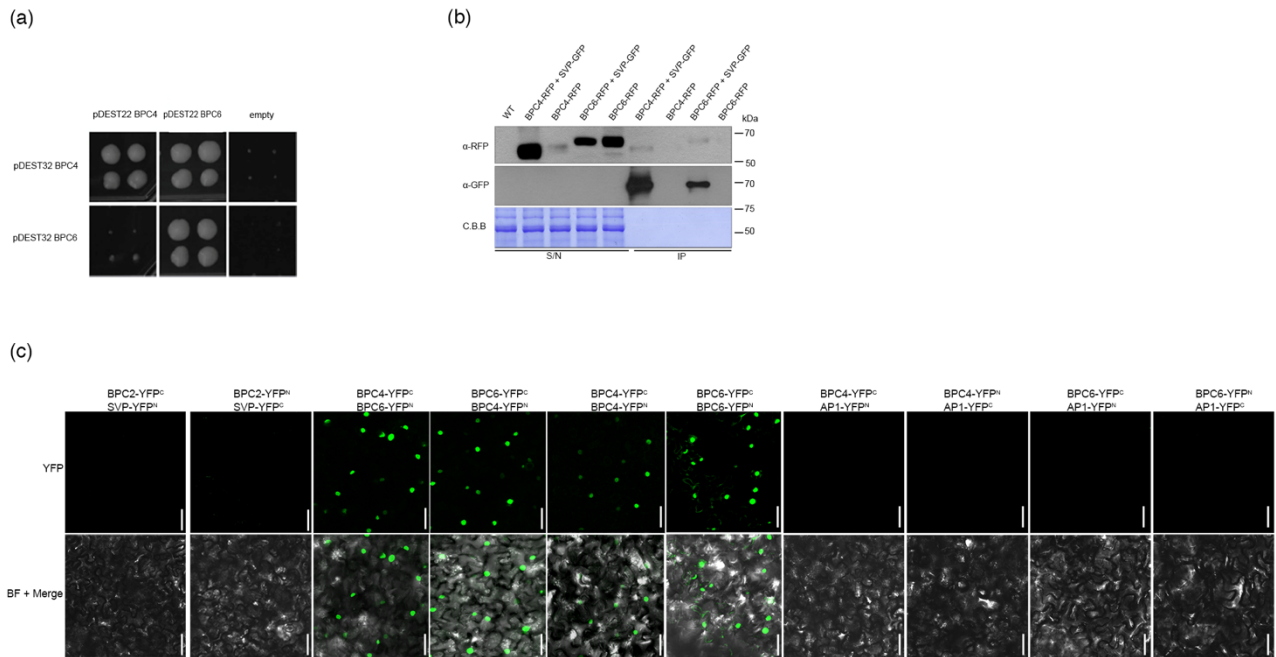 (a)
pDEST22 BPC4 pDEST22 BPC6 empty
pDEST32 BPC4
pDEST32 BPC6
(b)
WT
BPC4-RFP + SVP-GFP
BPC4-RFP
BPC6-RFP + SVP-GFP
BPC6-RFP
BPC4-RFP + SVP-GFP
BPC4-RFP
BPC6-RFP + SVP-GFP
BPC6-RFP
kDa
α-RFP
70
50
α-GFP
70
75
C.B.B
50
S/N IP
(c)
BPC2-YFPᶜ BPC2-YFPᴺ BPC4-YFPᶜ BPC6-YFPᶜ BPC4-YFPᶜ BPC6-YFPᶜ BPC4-YFPᶜ BPC4-YFPᴺ BPC6-YFPᶜ BPC6-YFPᴺ
SVP-YFPᴺ SVP-YFPᶜ BPC6-YFPᴺ BPC4-YFPᴺ BPC4-YFPᴺ BPC6-YFPᴺ AP1-YFPᴺ AP1-YFPᶜ AP1-YFPᴺ AP1-YFPᶜ
YFP
BF + Merge